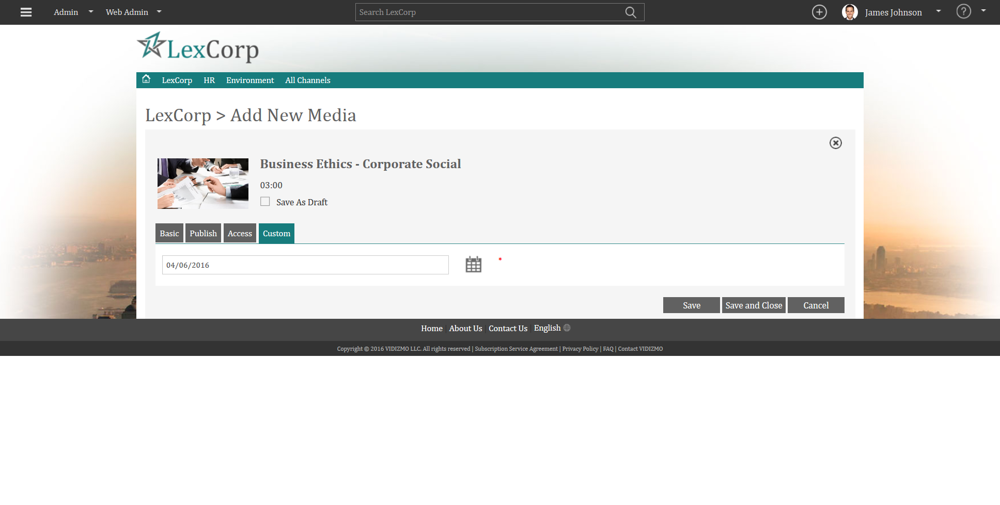 Admin Web Admin Search LexCorp James Johnson ?
LexCorp
LexCorp HR Environment All Channels
LexCorp > Add New Media
Business Ethics - Corporate Social
03:00
Save As Draft
Basic Publish Access Custom
04/06/2016 *
Save Save and Close Cancel
Home | About Us | Contact Us | English
Copyright © 2016 VIDIZMO LLC. All rights reserved | Subscription Service Agreement | Privacy Policy | FAQ | Contact VIDIZMO